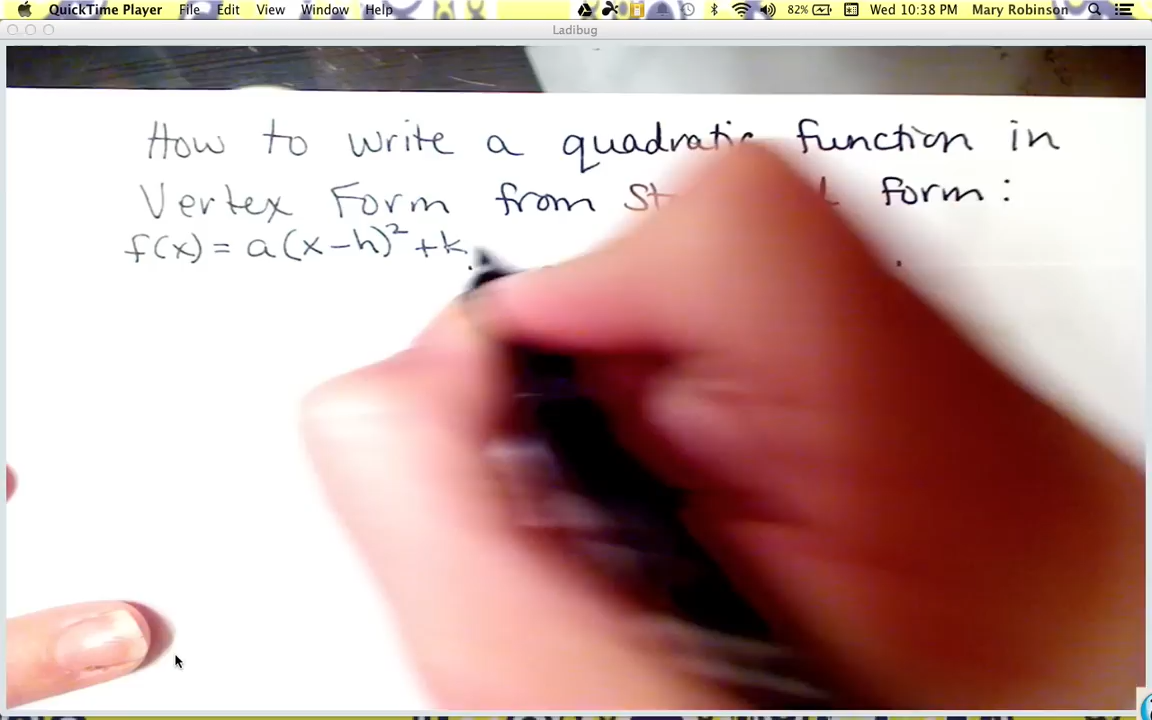 QuickTime Player File Edit View Window Help 82% Wed 10:38 PM Mary Robinson
Ladibug
How to write a quadratic function in
Vertex Form from form :
f(x) = a(x-h)² + k